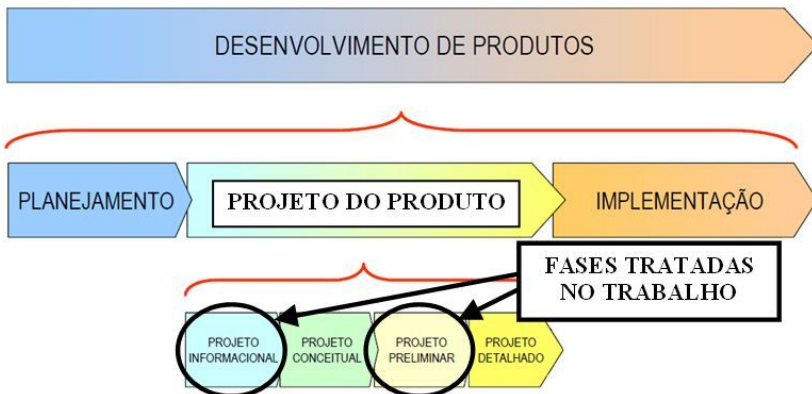 DESENVOLVIMENTO DE PRODUTOS
PLANEJAMENTO
PROJETO DO PRODUTO
IMPLEMENTAÇÃO
FASES TRATADAS
NO TRABALHO
PROJETO
INFORMACIONAL
PROJETO
CONCEITUAL
PROJETO
PRELIMINAR
PROJETO
DETALHADO